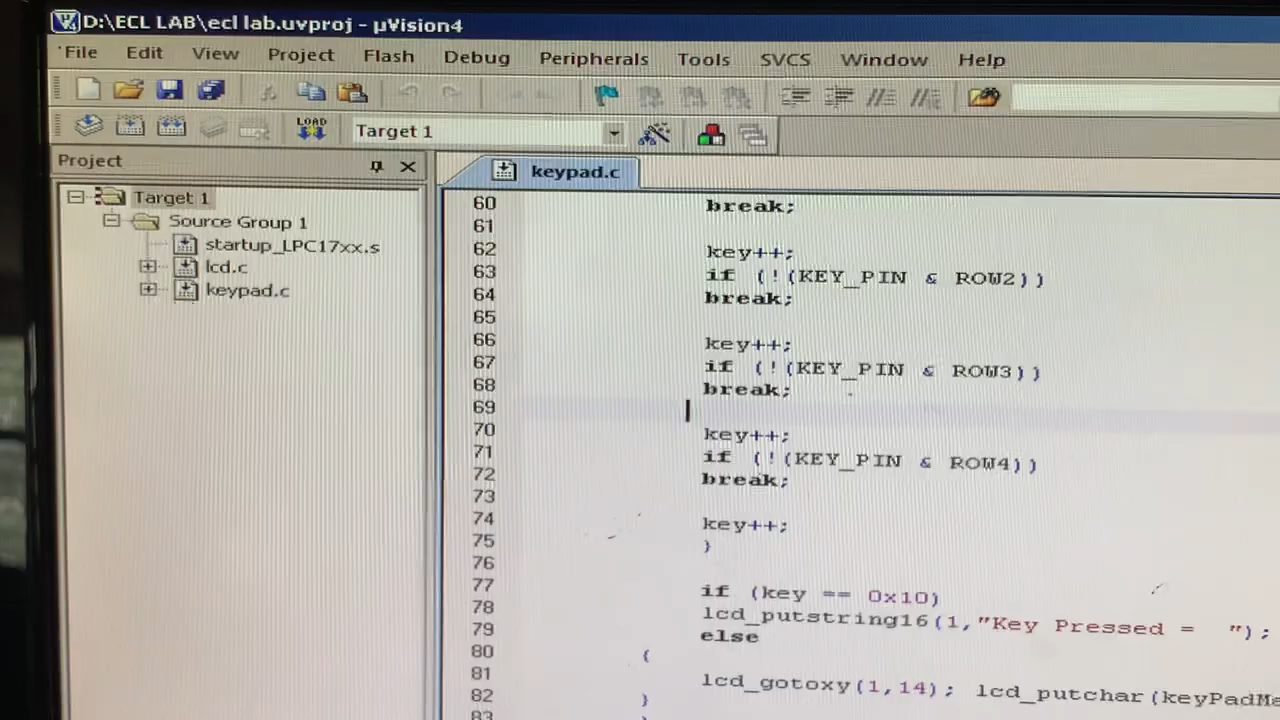 D:\ECL LAB\ecl lab.uvproj - µVision4
File Edit View Project Flash Debug Peripherals Tools SVCS Window Help
LOAD Target 1
Project
keypad.c
Target 1
Source Group 1
startup_LPC17xx.s
lcd.c
keypad.c
60 break;
61
62 key++;
63 if (!(KEY_PIN & ROW2))
64 break;
65
66 key++;
67 if (!(KEY_PIN & ROW3))
68 break;
69
70 key++;
71 if (!(KEY_PIN & ROW4))
72 break;
73
74 key++;
75 }
76
77 if (key == 0x10)
78 lcd_putstring16(1,"Key Pressed =  ");
79 else
80 {
81 lcd_gotoxy(1,14); lcd_putchar(keyPadMa
82 }
83